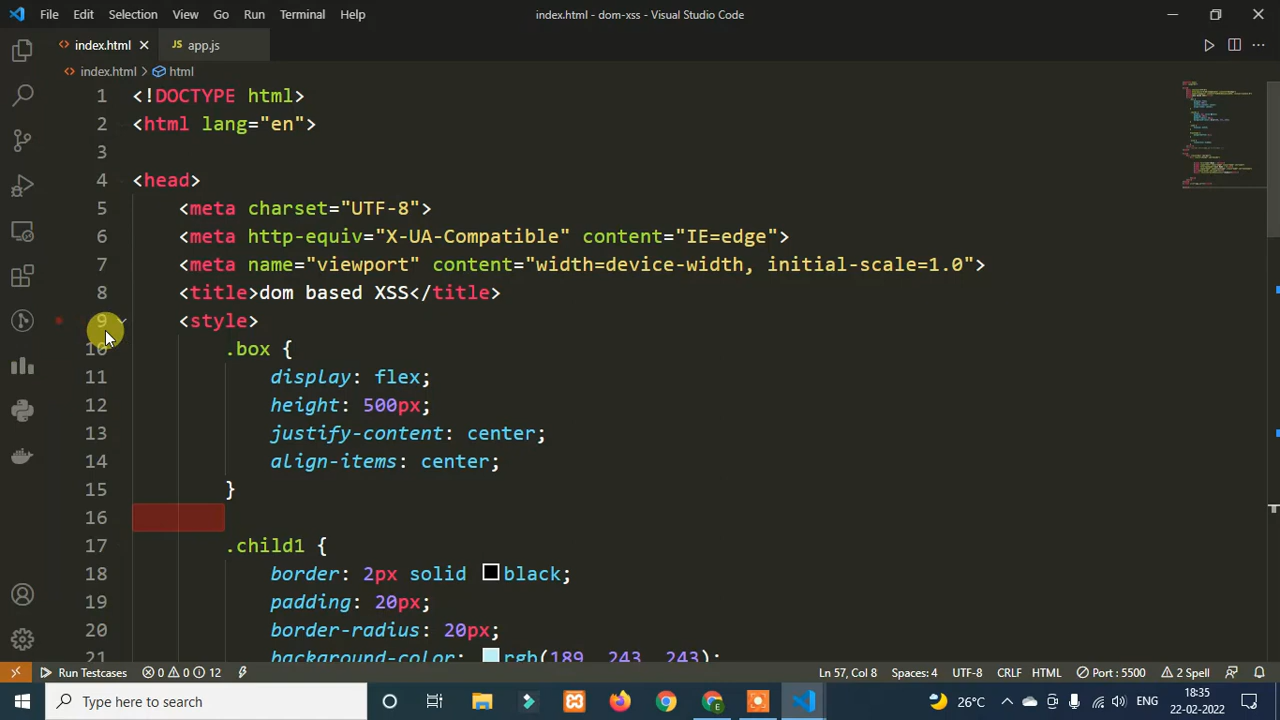 File Edit Selection View Go Run Terminal Help
index.html - dom-xss - Visual Studio Code
index.html
JS app.js
index.html > html
1 <!DOCTYPE html>
2 <html lang="en">
3
4 <head>
5 <meta charset="UTF-8">
6 <meta http-equiv="X-UA-Compatible" content="IE=edge">
7 <meta name="viewport" content="width=device-width, initial-scale=1.0">
8 <title>dom based XSS</title>
9 <style>
10 .box {
11 display: flex;
12 height: 500px;
13 justify-content: center;
14 align-items: center;
15 }
16
17 .child1 {
18 border: 2px solid black;
19 padding: 20px;
20 border-radius: 20px;
21 background-color: rgb(189, 243, 243);
Run Testcases 0 0 12
Ln 57, Col 8 Spaces: 4 UTF-8 CRLF HTML Port : 5500 2 Spell
Type here to search
E
26°C
ENG
18:35
22-02-2022